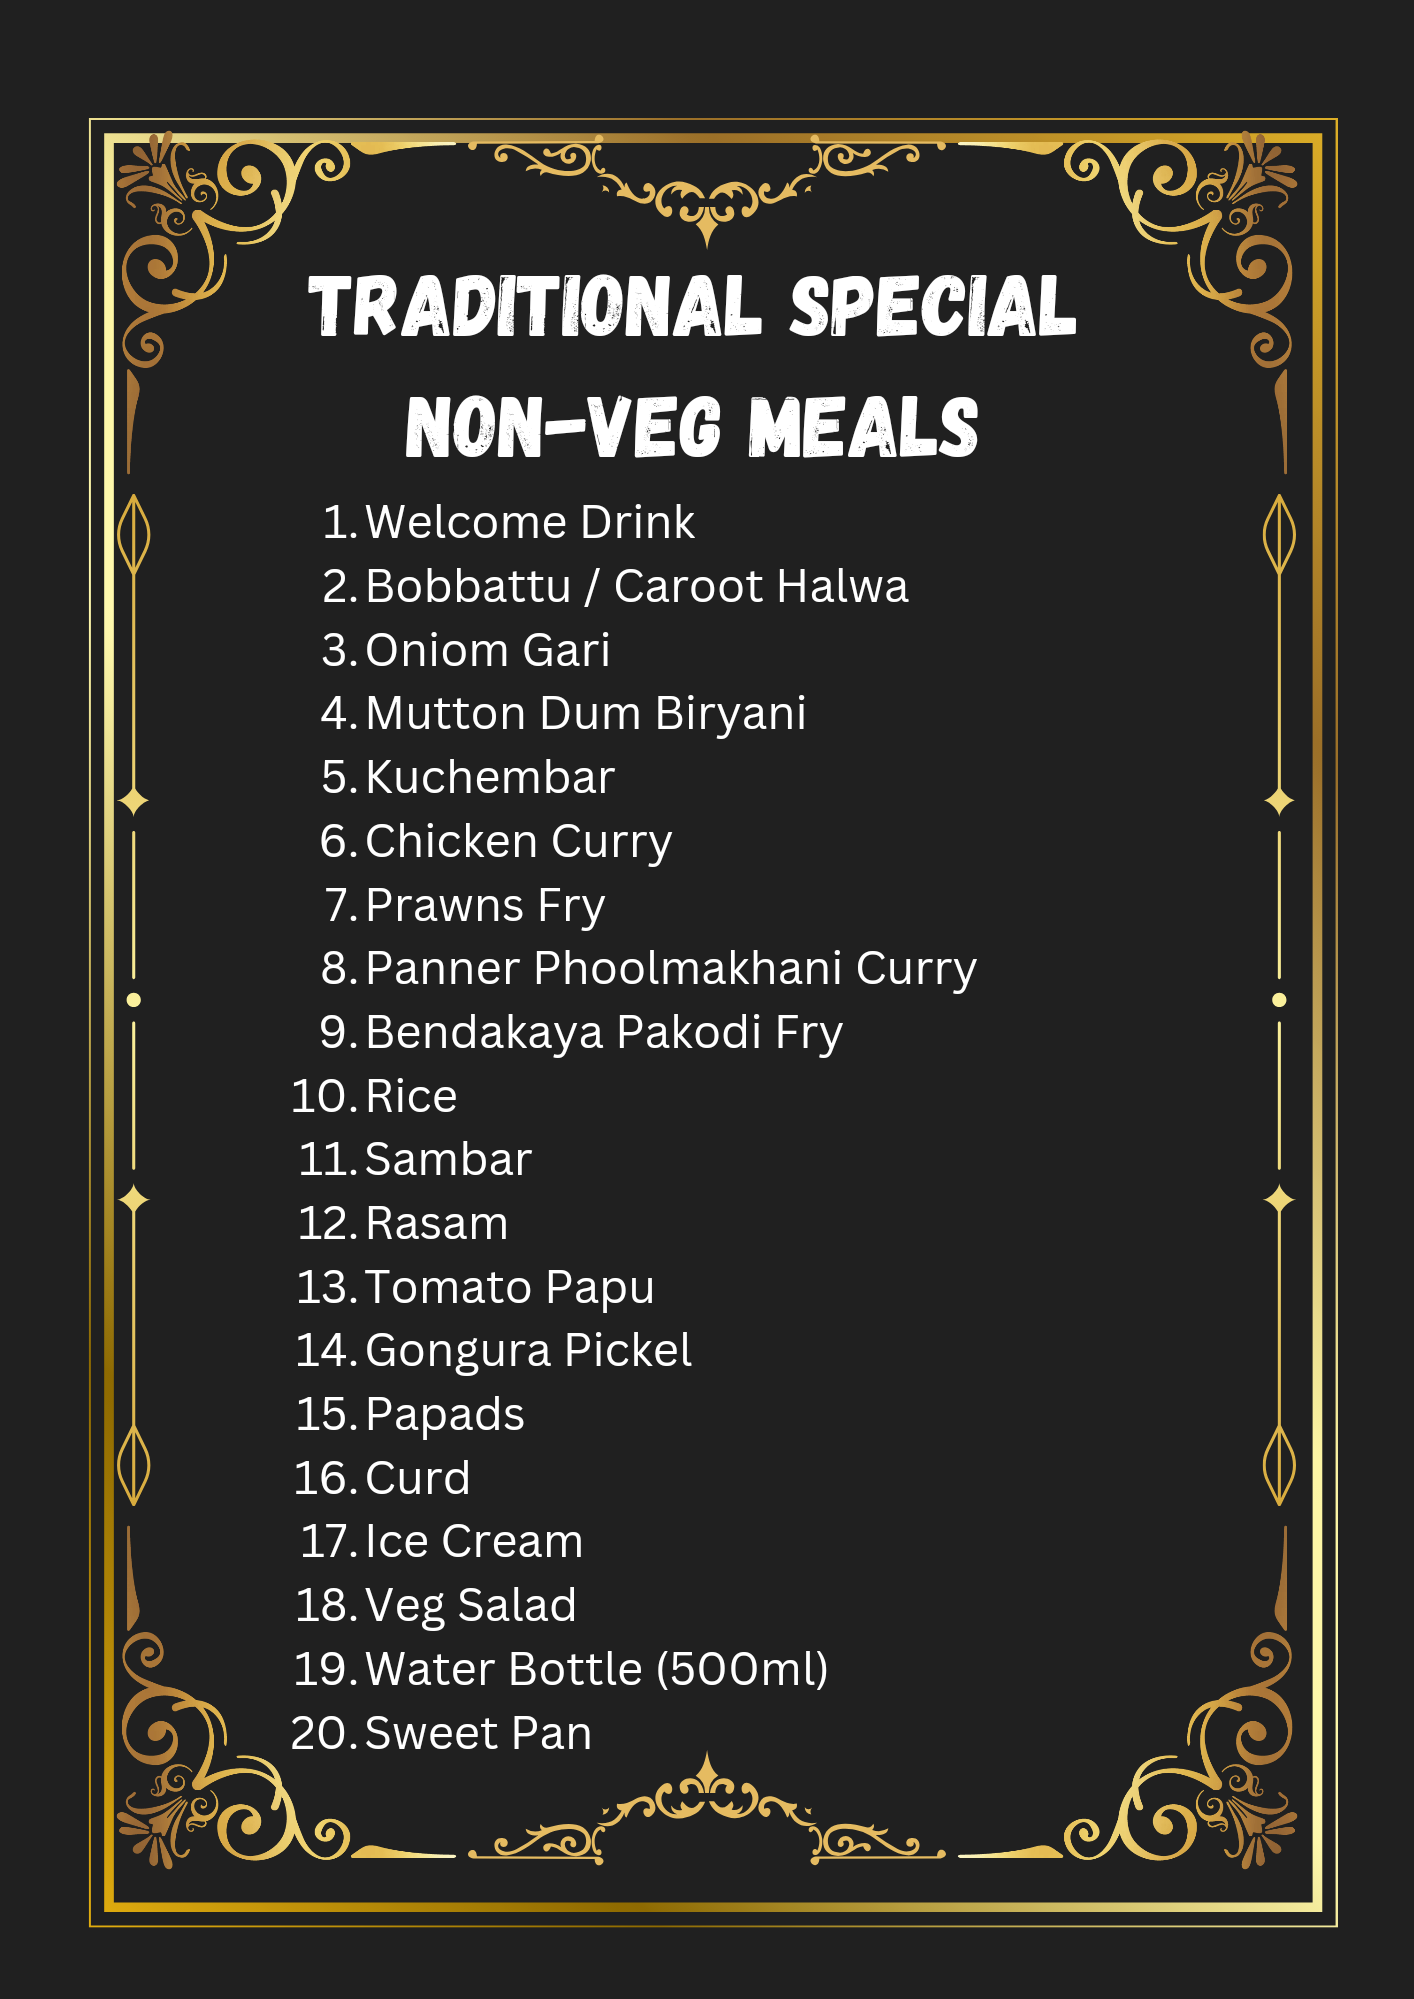 TRADITIONAL SPECIAL
NON-VEG MEALS
1. Welcome Drink
2. Bobbattu / Caroot Halwa
3. Oniom Gari
4. Mutton Dum Biryani
5. Kuchembar
6. Chicken Curry
7. Prawns Fry
8. Panner Phoolmakhani Curry
9. Bendakaya Pakodi Fry
10. Rice
11. Sambar
12. Rasam
13. Tomato Papu
14. Gongura Pickel
15. Papads
16. Curd
17. Ice Cream
18. Veg Salad
19. Water Bottle (500ml)
20. Sweet Pan